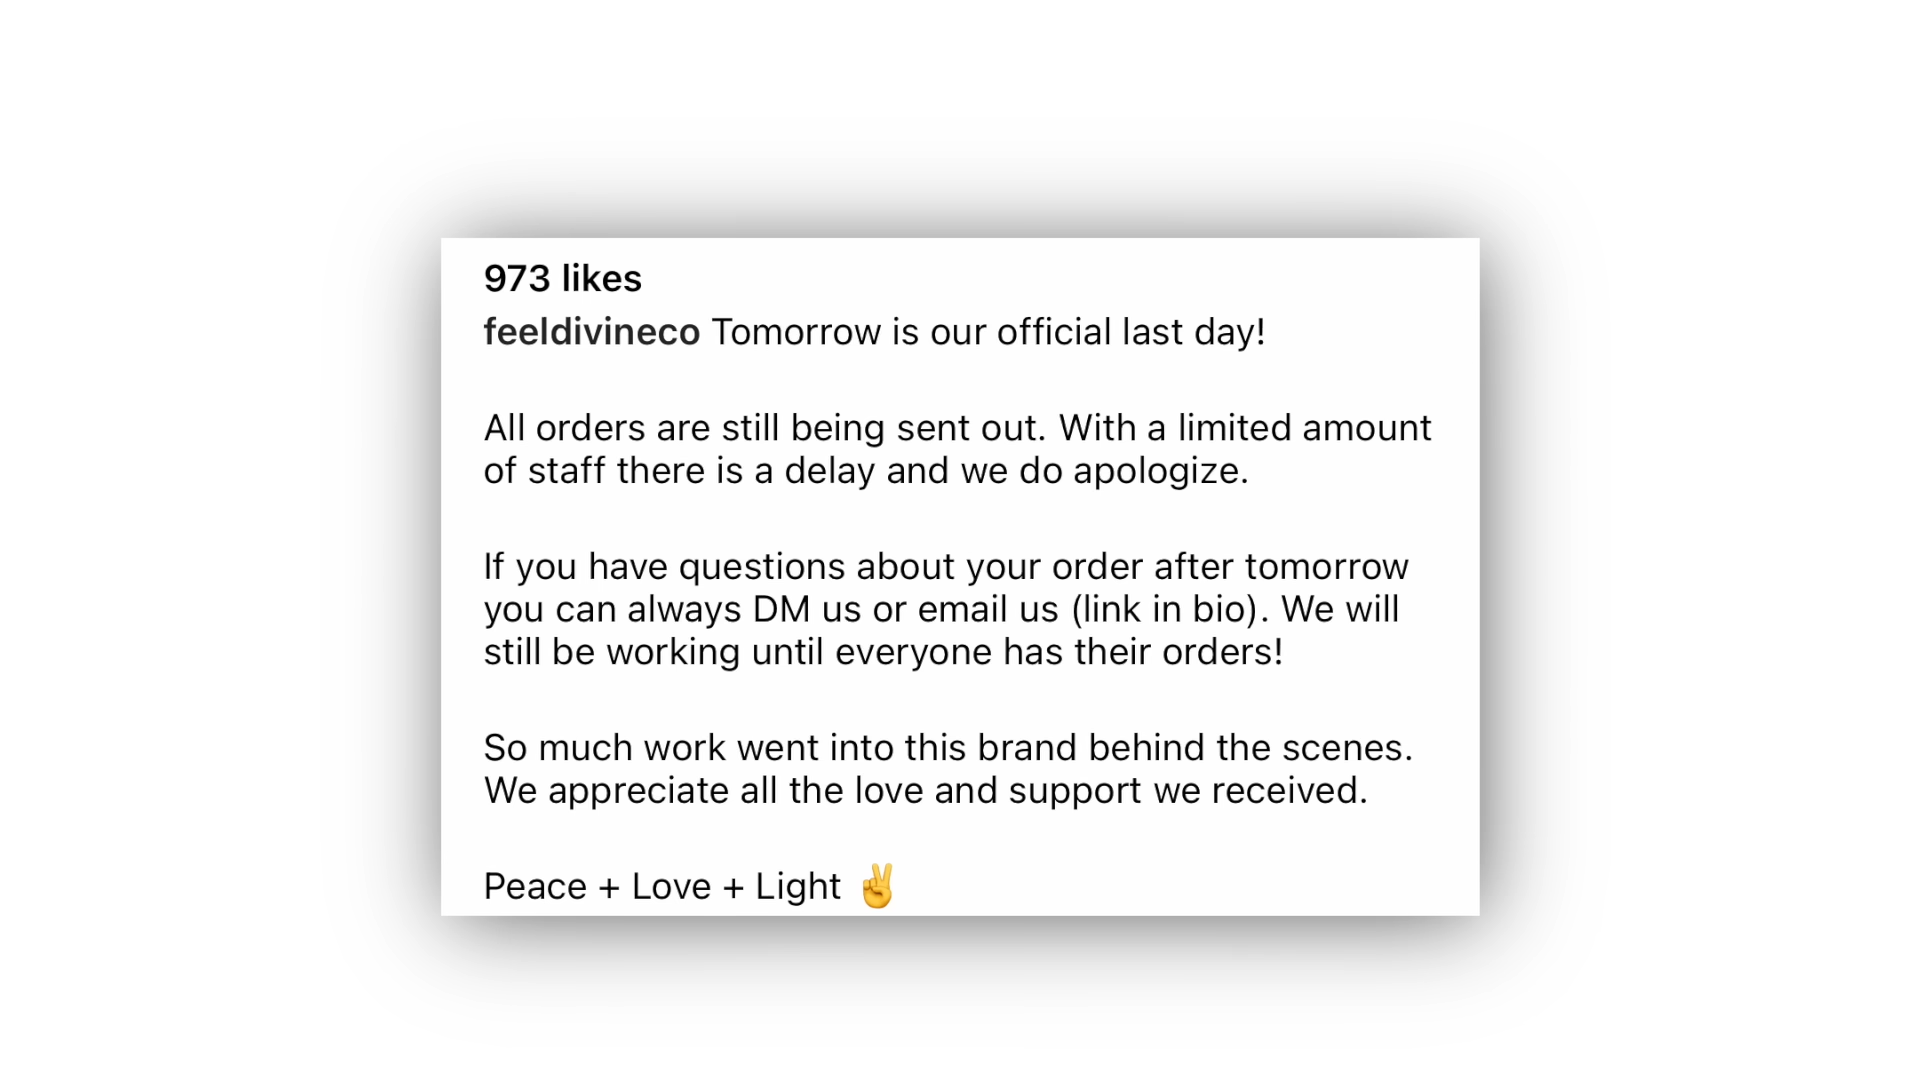 973 likes
feeldivineco Tomorrow is our official last day!
All orders are still being sent out. With a limited amount
of staff there is a delay and we do apologize.
If you have questions about your order after tomorrow
you can always DM us or email us (link in bio). We will
still be working until everyone has their orders!
So much work went into this brand behind the scenes.
We appreciate all the love and support we received.
Peace + Love + Light ✌️